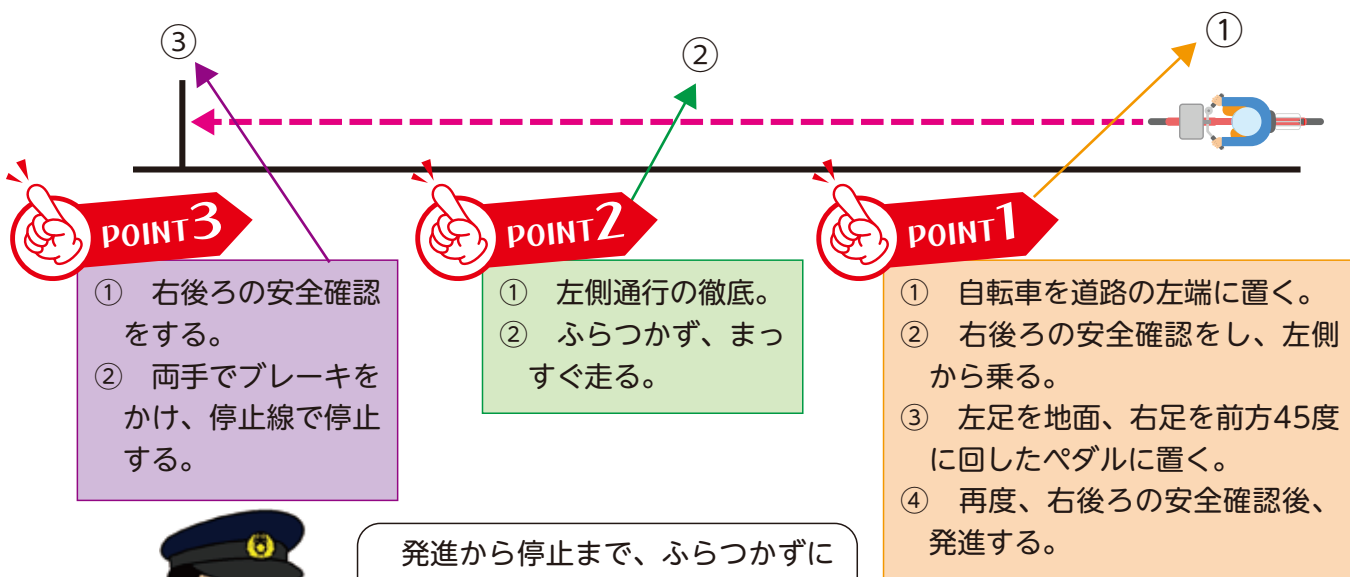 ③
②
①
POINT3
① 右後ろの安全確認
をする。
② 両手でブレーキを
かけ、停止線で停止
する。
POINT2
① 左側通行の徹底。
② ふらつかず、まっ
すぐ走る。
POINT1
① 自転車を道路の左端に置く。
② 右後ろの安全確認をし、左側
から乗る。
③ 左足を地面、右足を前方45度
に回したペダルに置く。
④ 再度、右後ろの安全確認後、
発進する。
発進から停止まで、ふらつかずに